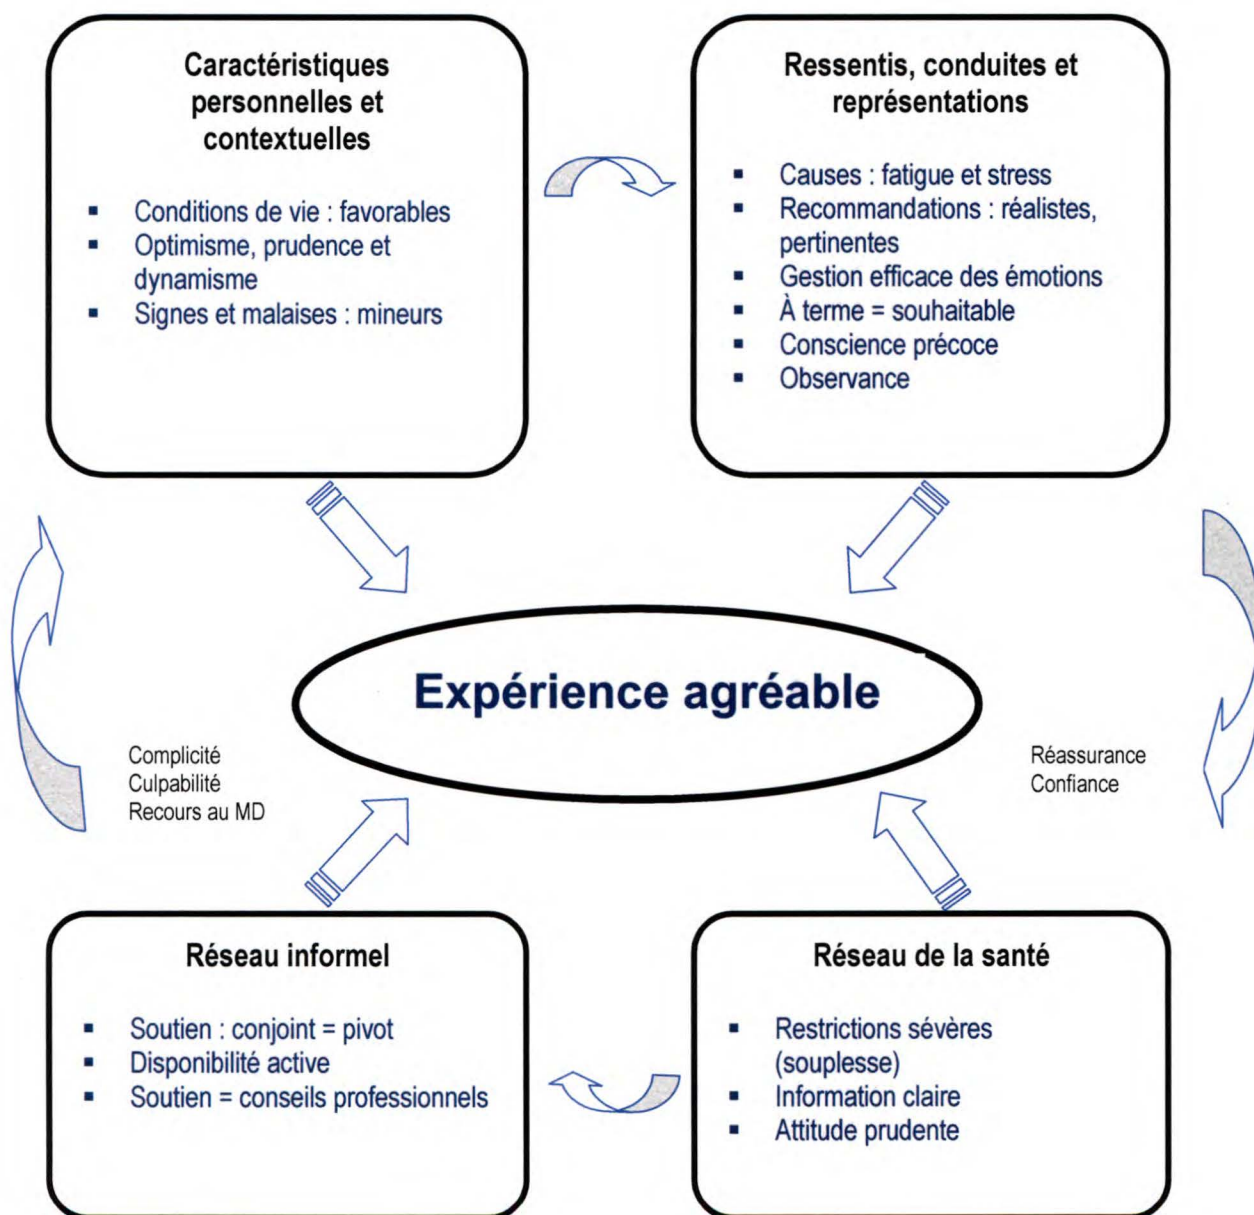 Caractéristiques
personnelles et
contextuelles
▪ Conditions de vie : favorables
▪ Optimisme, prudence et
dynamisme
▪ Signes et malaises : mineurs
Ressentis, conduites et
représentations
▪ Causes : fatigue et stress
▪ Recommandations : réalistes,
pertinentes
▪ Gestion efficace des émotions
▪ À terme = souhaitable
▪ Conscience précoce
▪ Observance
Expérience agréable
Complicité
Culpabilité
Recours au MD
Réassurance
Confiance
Réseau informel
▪ Soutien : conjoint = pivot
▪ Disponibilité active
▪ Soutien = conseils professionnels
Réseau de la santé
▪ Restrictions sévères
(souplesse)
▪ Information claire
▪ Attitude prudente